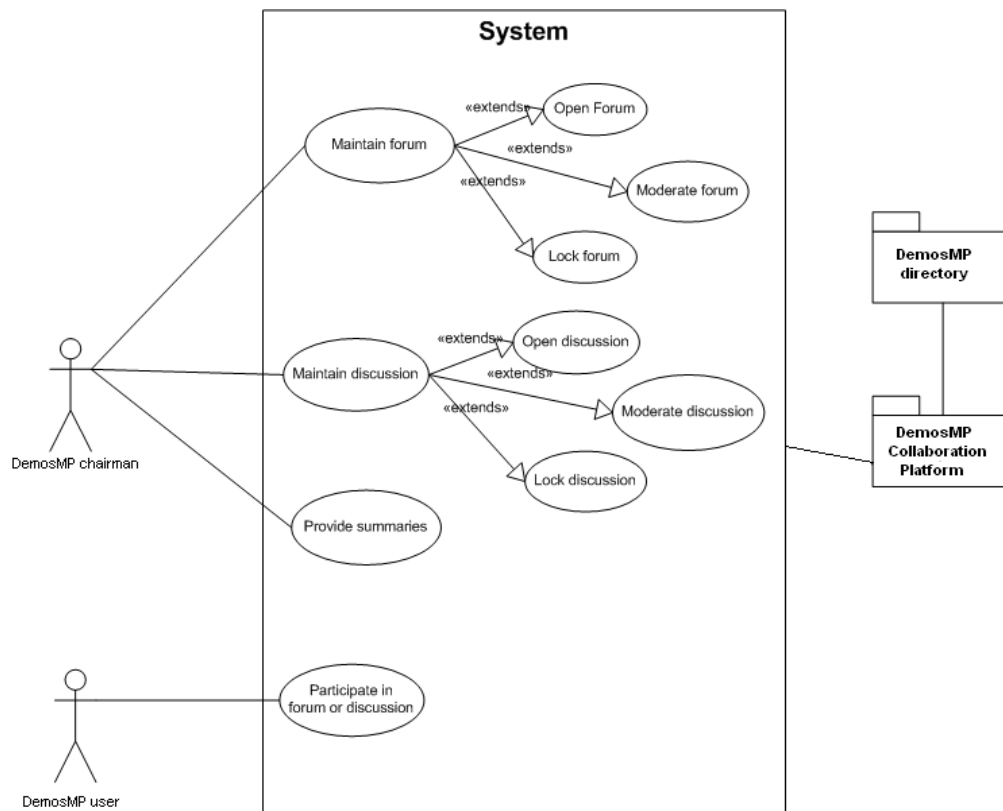 System
«extends»
Open Forum
Maintain forum
«extends»
«extends»
Moderate forum
Lock forum
DemosMP
directory
«extends»
Open discussion
Maintain discussion
«extends»
«extends»
Moderate discussion
DemosMP
Collaboration
Platform
DemosMP chairman
Lock discussion
Provide summaries
Participate in
forum or discussion
DemosMP user